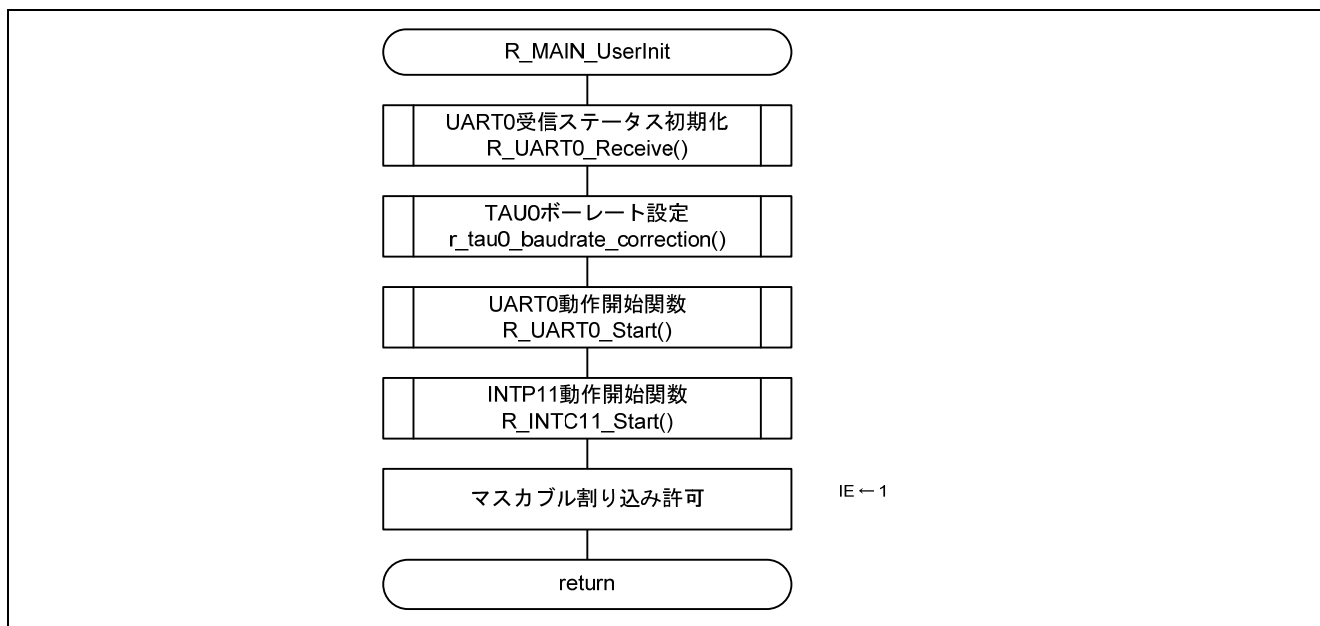 R_MAIN_UserInit
UART0受信ステータス初期化
R_UART0_Receive()
TAU0ボーレート設定
r_tau0_baudrate_correction()
UART0動作開始関数
R_UART0_Start()
INTP11動作開始関数
R_INTC11_Start()
マスカブル割り込み許可
IE ← 1
return